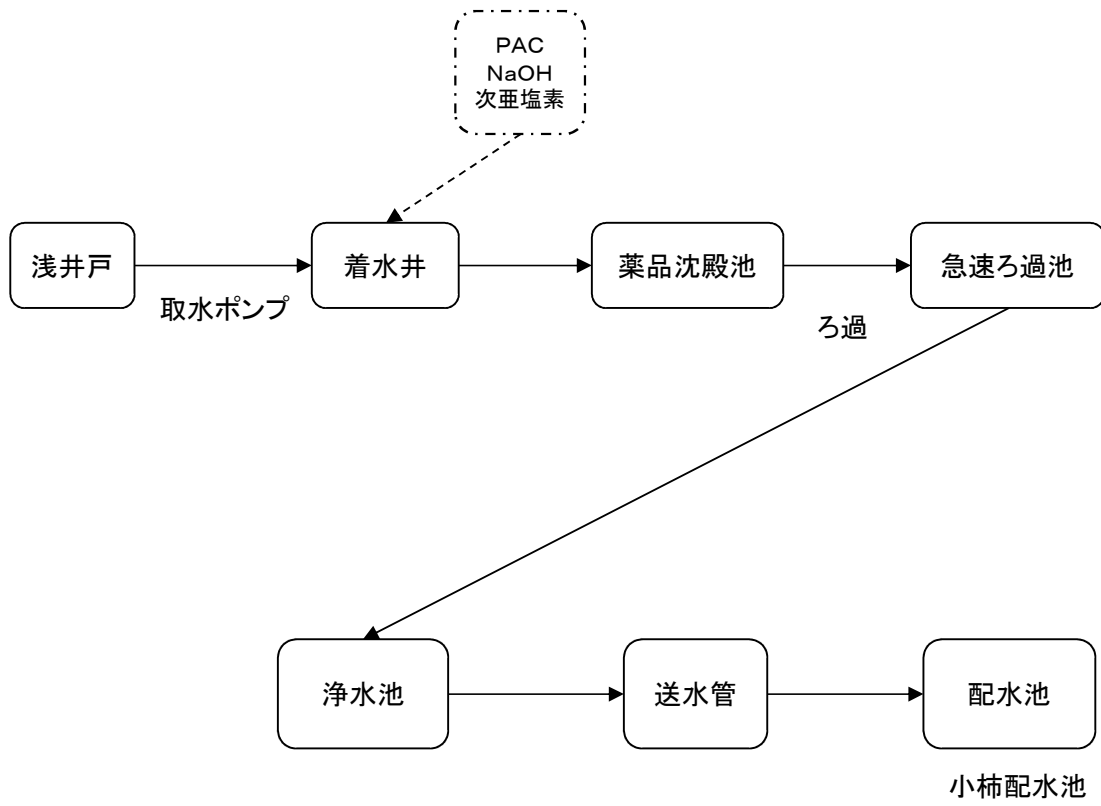 PAC
NaOH
次亜塩素
浅井戸
着水井
薬品沈殿池
急速ろ過池
取水ポンプ
ろ過
浄水池
送水管
配水池
小柿配水池